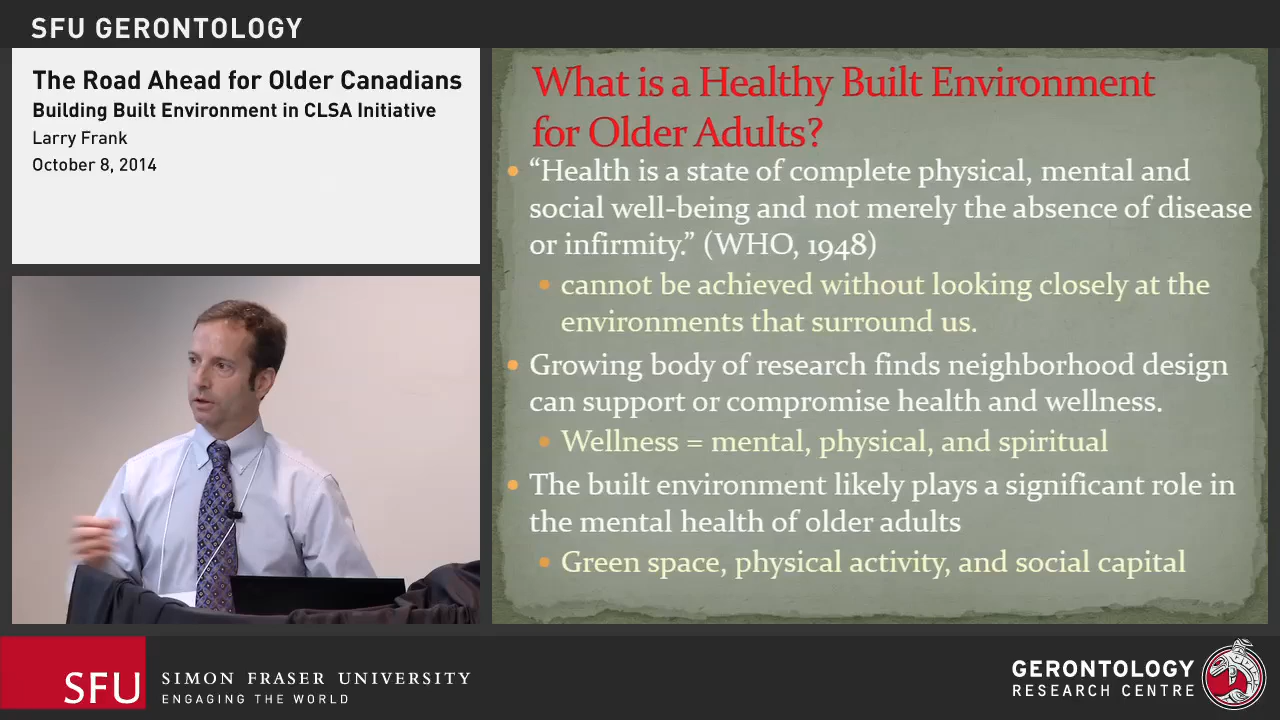 SFU GERONTOLOGY
The Road Ahead for Older Canadians
Building Built Environment in CLSA Initiative
Larry Frank
October 8, 2014
What is a Healthy Built Environment
for Older Adults?
• “Health is a state of complete physical, mental and
social well-being and not merely the absence of disease
or infirmity.” (WHO, 1948)
• cannot be achieved without looking closely at the
environments that surround us.
• Growing body of research finds neighborhood design
can support or compromise health and wellness.
• Wellness = mental, physical, and spiritual
• The built environment likely plays a significant role in
the mental health of older adults
• Green space, physical activity, and social capital
SFU
SIMON FRASER UNIVERSITY
ENGAGING THE WORLD
GERONTOLOGY
RESEARCH CENTRE